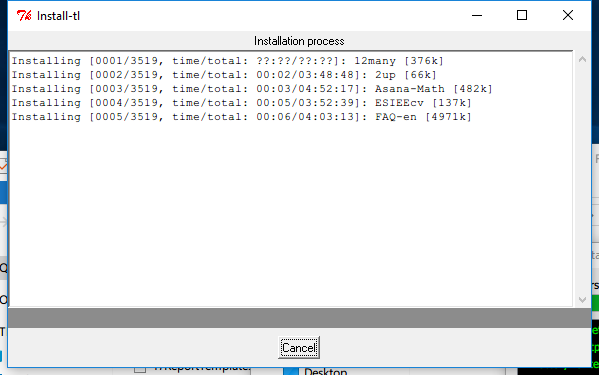 Install-tl
Installation process
Installing [0001/3519, time/total: ??:??/??:??]: 12many [376k]
Installing [0002/3519, time/total: 00:02/03:48:48]: 2up [66k]
Installing [0003/3519, time/total: 00:03/04:52:17]: Asana-Math [482k]
Installing [0004/3519, time/total: 00:05/03:52:39]: ESIEEcv [137k]
Installing [0005/3519, time/total: 00:06/04:03:13]: FAQ-en [4971k]
Cancel
Desktop